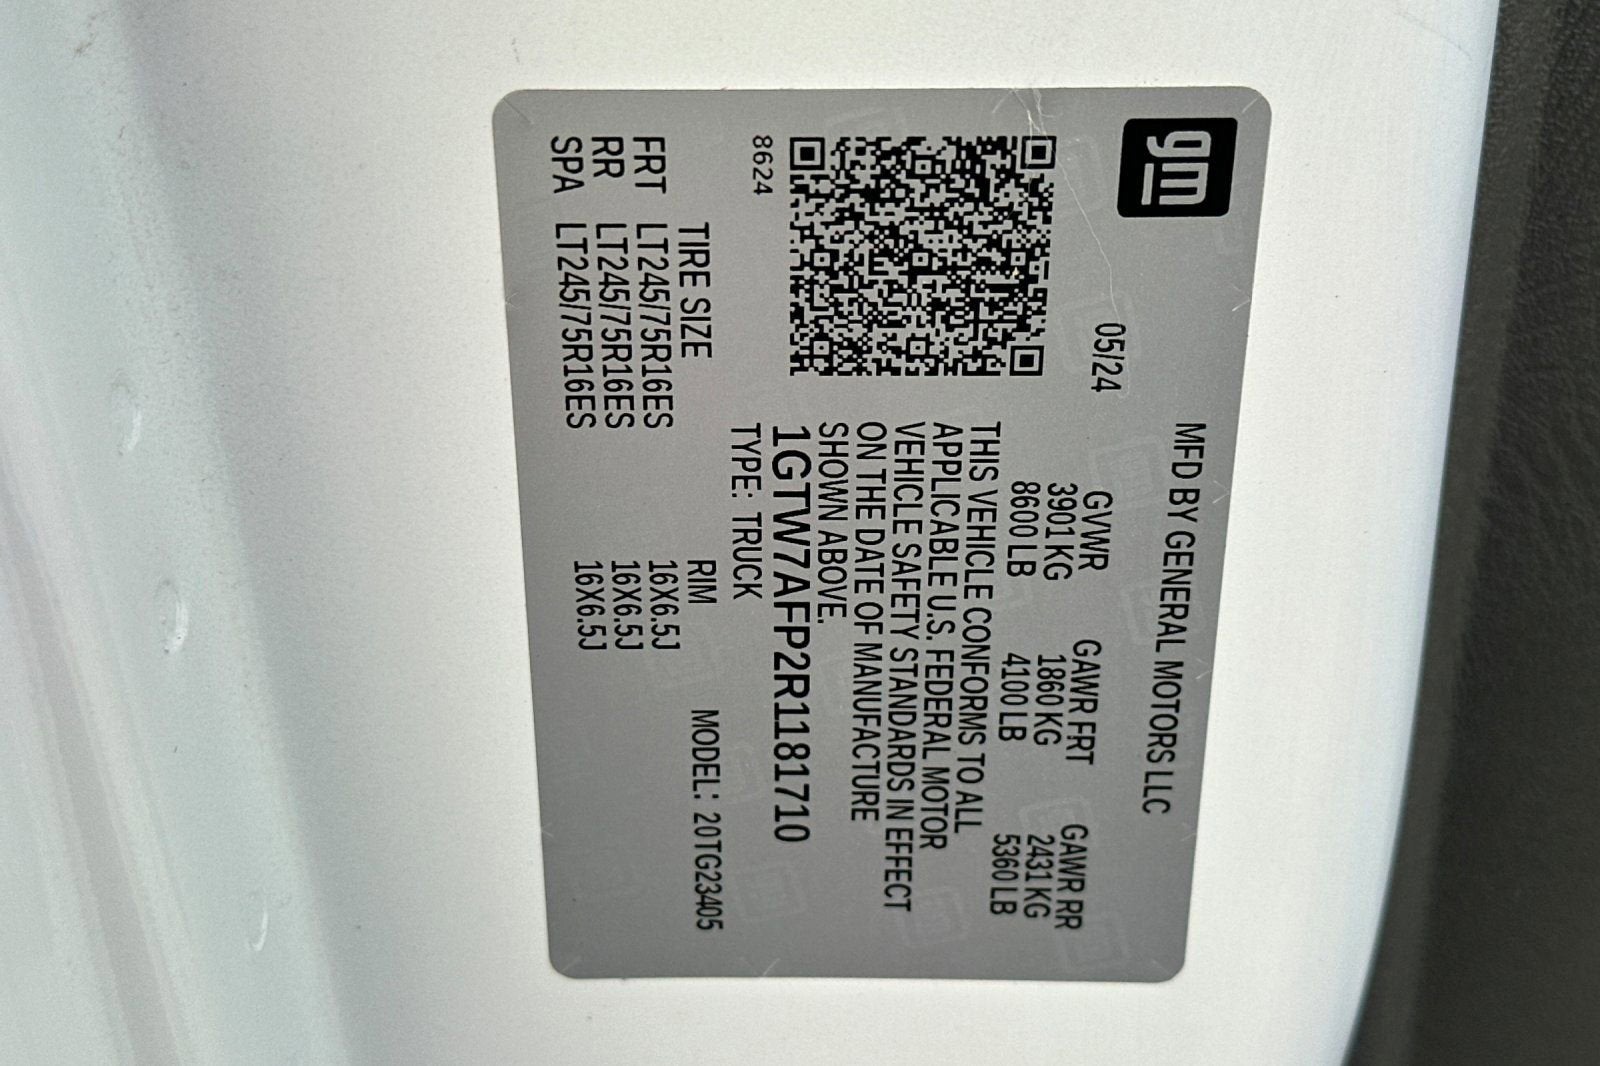 gm
MFD BY GENERAL MOTORS LLC
05/24
GVWR GAWR FRT GAWR RR
3901 KG 1860 KG 2431 KG
8600 LB 4100 LB 5360 LB
THIS VEHICLE CONFORMS TO ALL
APPLICABLE U.S. FEDERAL MOTOR
VEHICLE SAFETY STANDARDS IN EFFECT
ON THE DATE OF MANUFACTURE
SHOWN ABOVE.
1GTW7AFP2R1181710
8624
TYPE: TRUCK
TIRE SIZE RIM MODEL: 20TG23405
FRT LT245/75R16ES 16X6.5J
RR LT245/75R16ES 16X6.5J
SPA LT245/75R16ES 16X6.5J